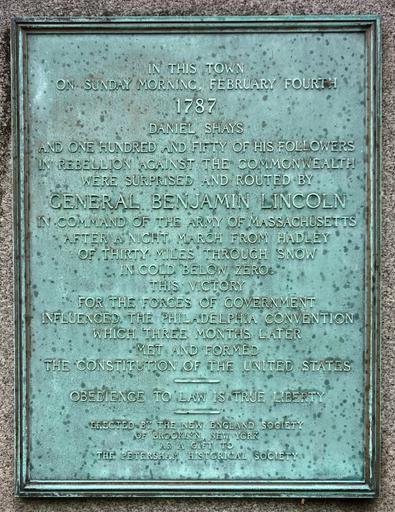 IN THIS TOWN
ON SUNDAY MORNING, FEBRUARY FOURTH
1787
DANIEL SHAYS
AND ONE HUNDRED AND FIFTY OF HIS FOLLOWERS
IN REBELLION AGAINST THE COMMONWEALTH
WERE SURPRISED AND ROUTED BY
GENERAL BENJAMIN LINCOLN
IN COMMAND OF THE ARMY OF MASSACHUSETTS
AFTER A NIGHT MARCH FROM HADLEY
OF THIRTY MILES THROUGH SNOW
IN COLD BELOW ZERO.
THIS VICTORY
FOR THE FORCES OF GOVERNMENT
INFLUENCED THE PHILADELPHIA CONVENTION
WHICH THREE MONTHS LATER
MET AND FORMED
THE CONSTITUTION OF THE UNITED STATES
OBEDIENCE TO LAW IS TRUE LIBERTY
ERECTED BY THE NEW ENGLAND SOCIETY
OF BROOKLYN, NEW YORK
AS A GIFT TO
THE PETERSHAM HISTORICAL SOCIETY